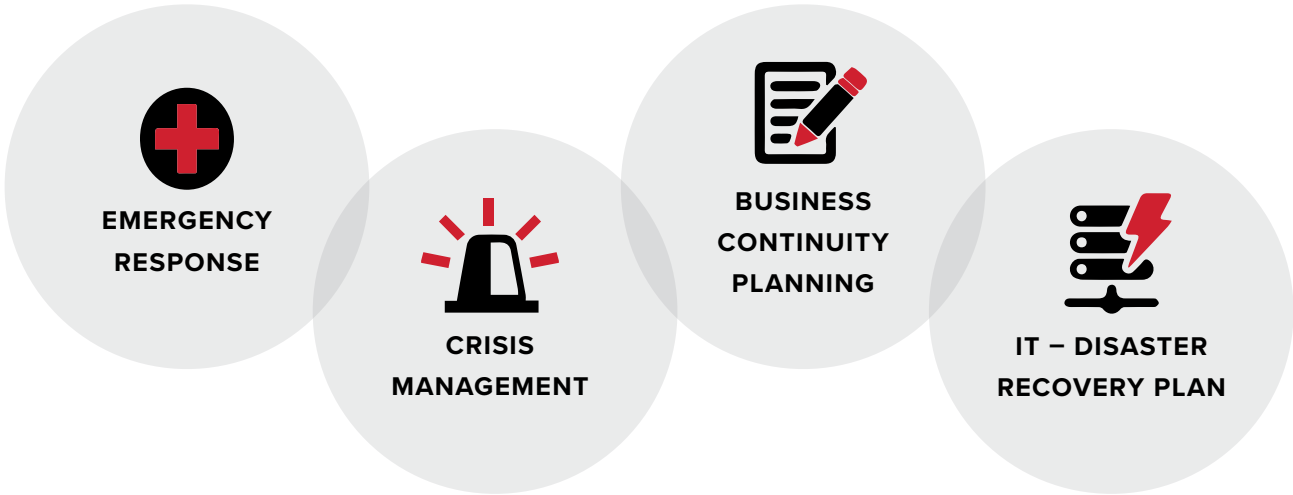 EMERGENCY
RESPONSE
CRISIS
MANAGEMENT
BUSINESS
CONTINUITY
PLANNING
IT – DISASTER
RECOVERY PLAN